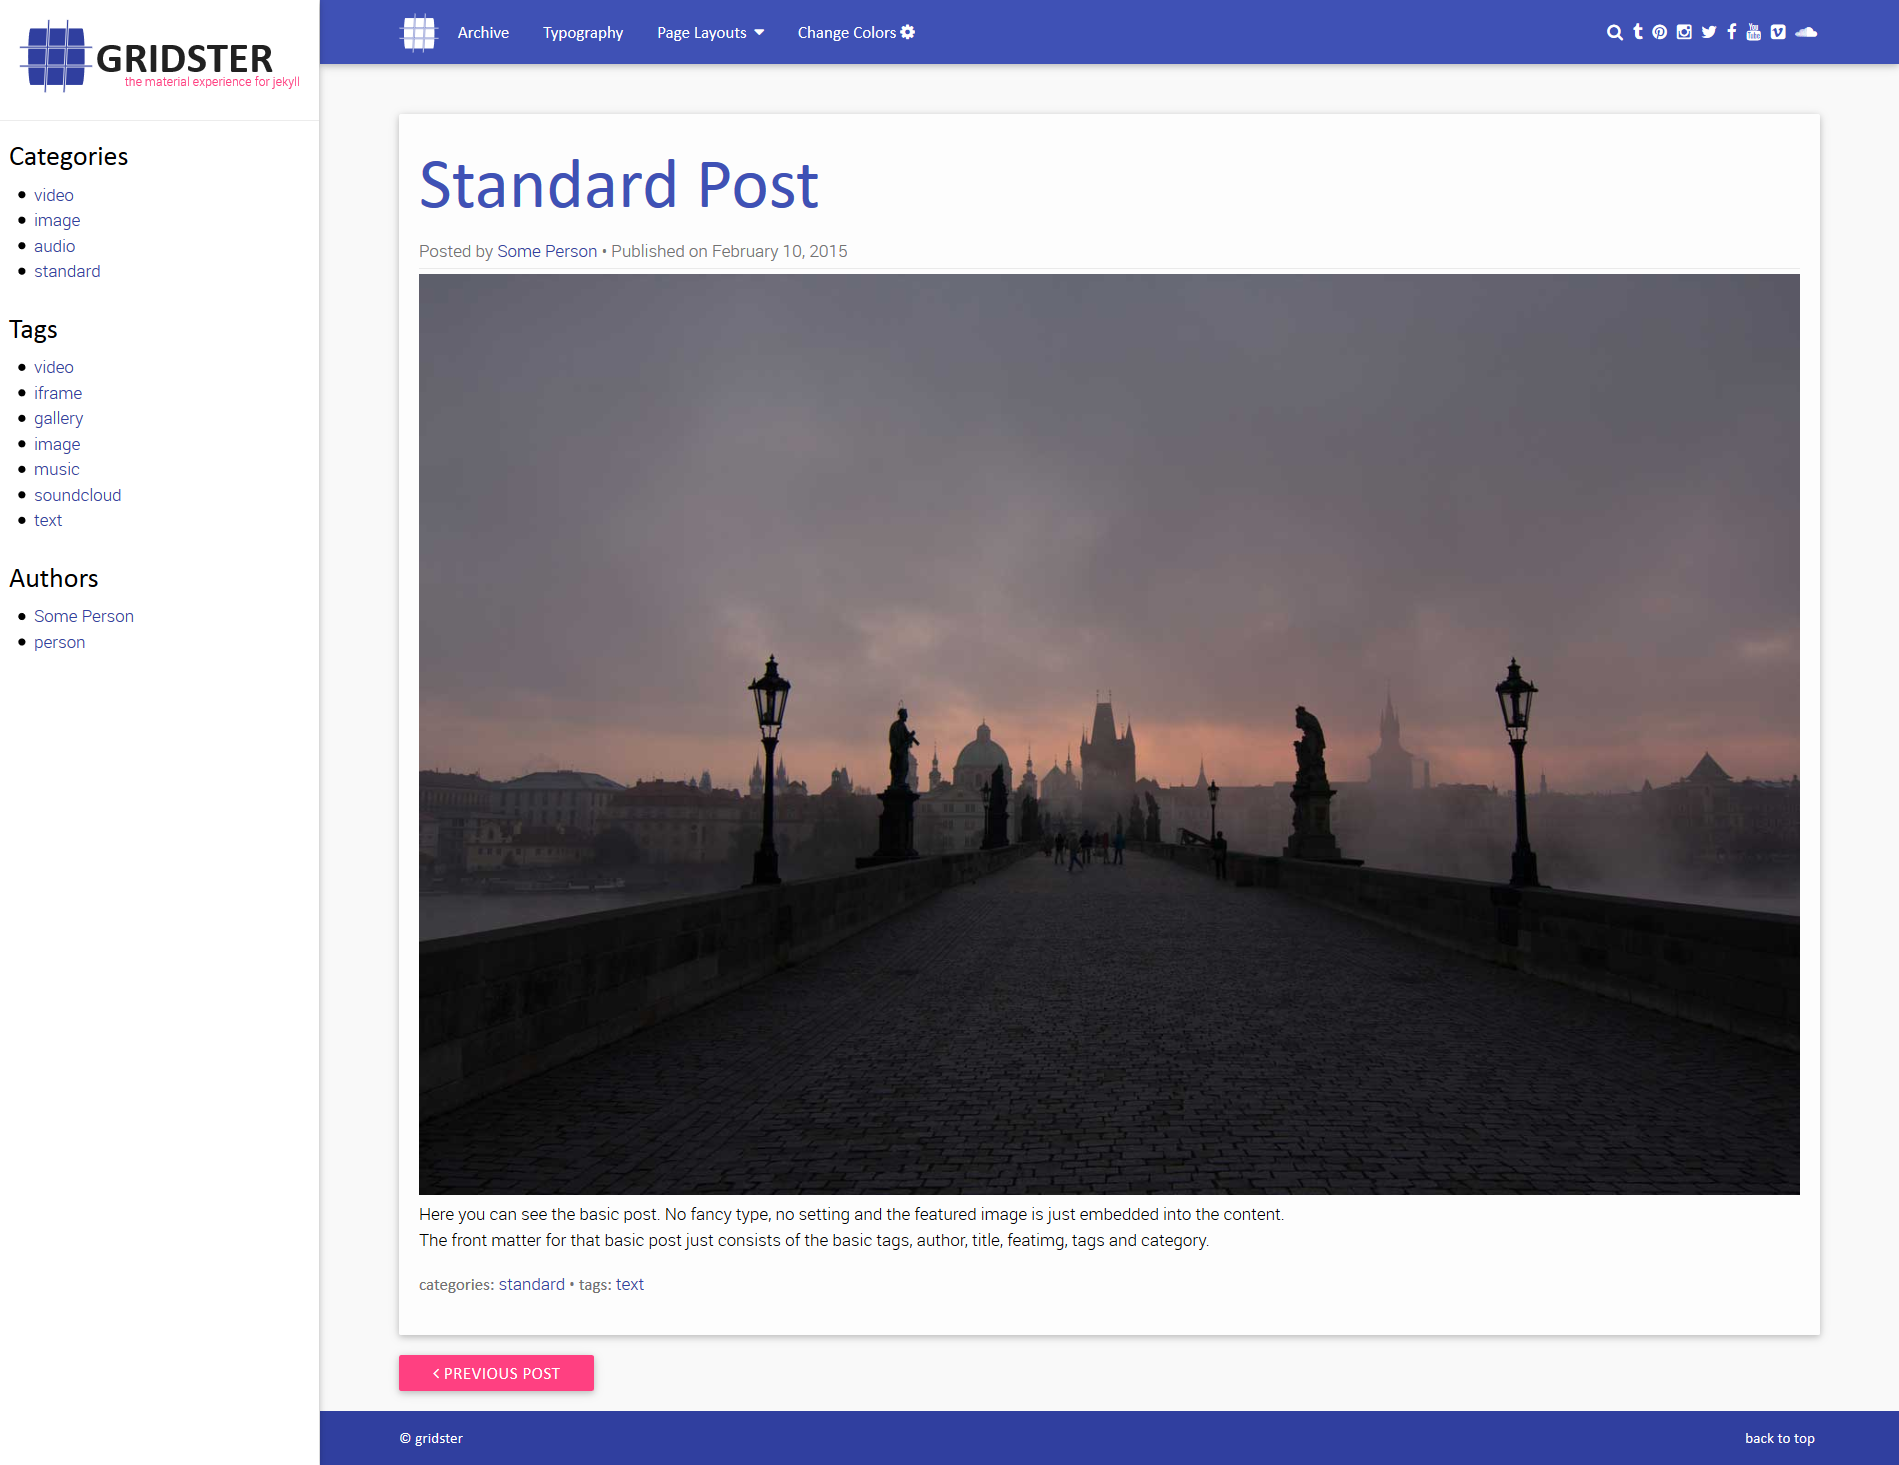 GRIDSTER
the material experience for jekyll
Categories
video
image
audio
standard
Tags
video
iframe
gallery
image
music
soundcloud
text
Authors
Some Person
person
Archive Typography Page Layouts Change Colors
Standard Post
Posted by Some Person • Published on February 10, 2015
Here you can see the basic post. No fancy type, no setting and the featured image is just embedded into the content.
The front matter for that basic post just consists of the basic tags, author, title, featimg, tags and category.
categories: standard • tags: text
< PREVIOUS POST
© gridster
back to top